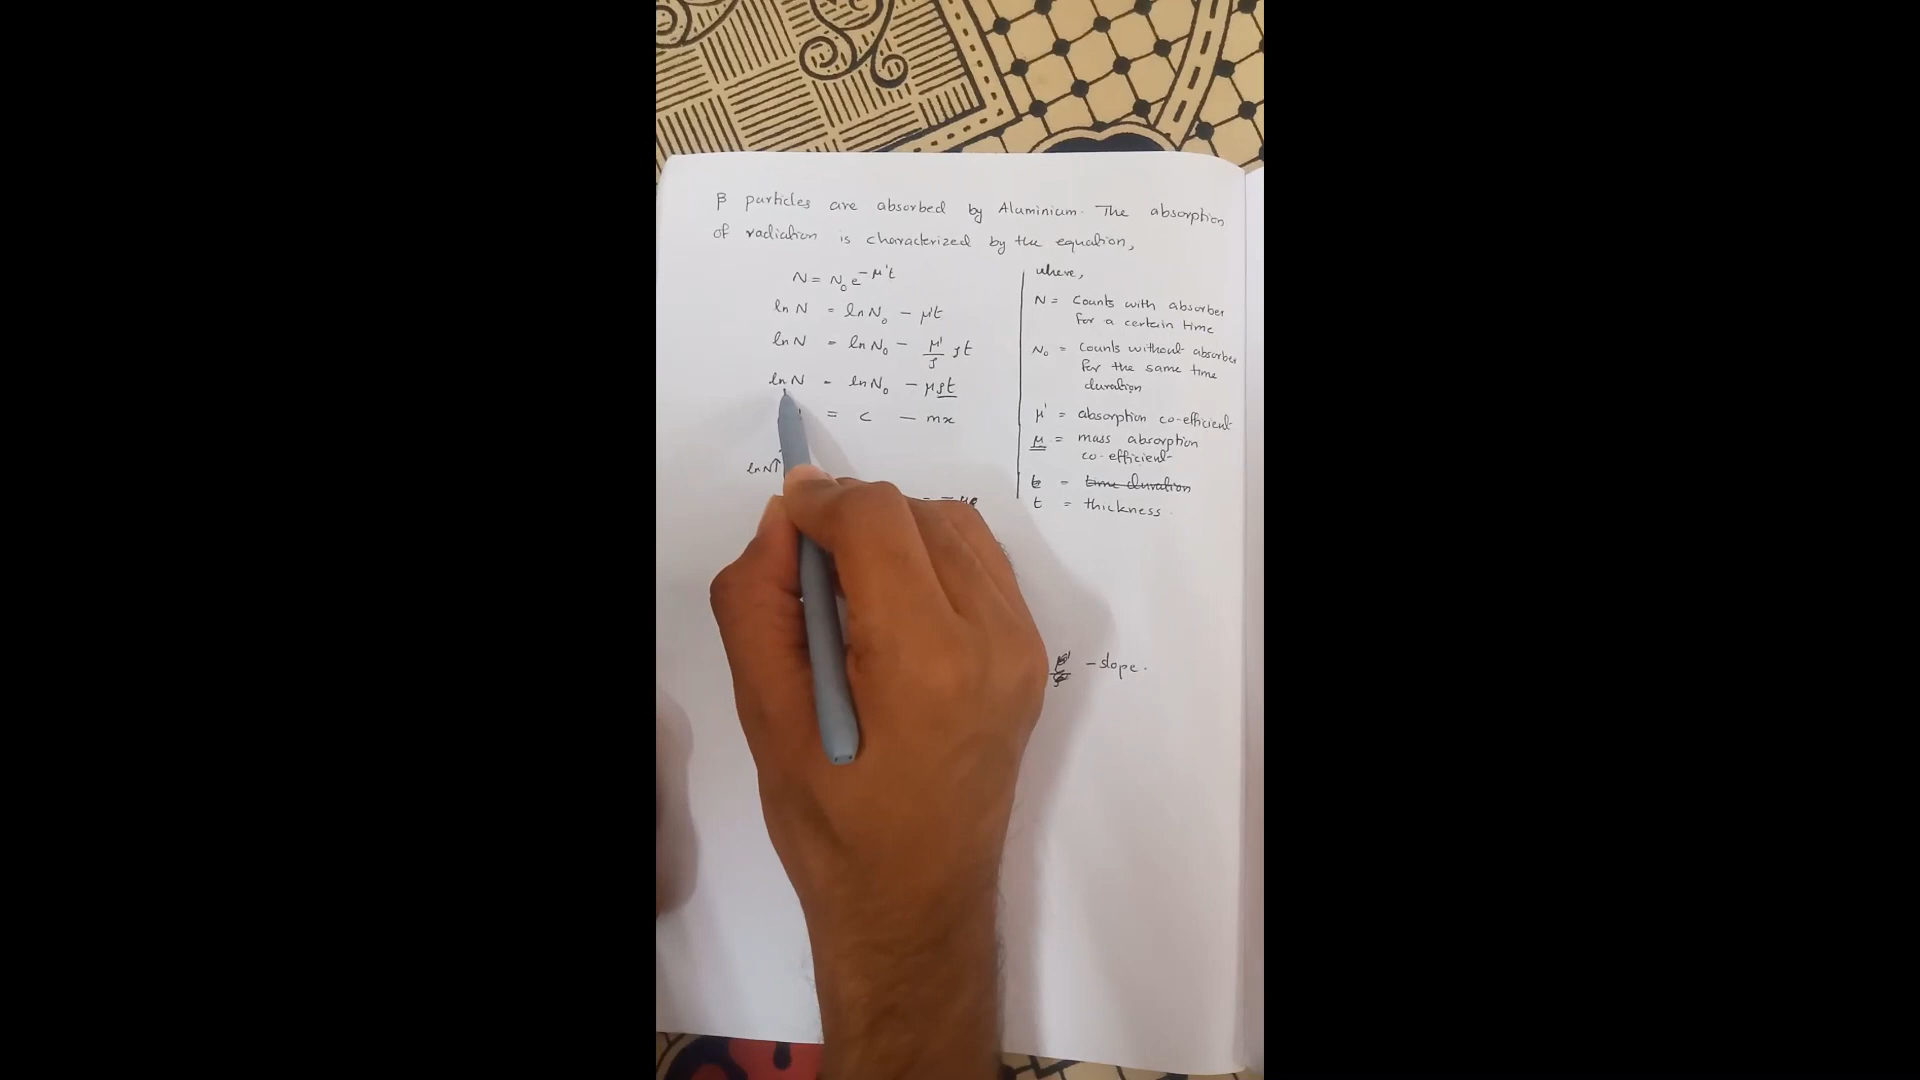 β particles are absorbed by Aluminium. The absorption
of radiation is characterized by the equation,
N = N₀ e^-μ't
ln N = ln N₀ - μt
ln N = ln N₀ - μ'/ρ ρt
ln N = ln N₀ - μρt
= c - mx
ln N↑
where,
N = Counts with absorber
for a certain time
N₀ = Counts without absorber
for the same time
duration
μ' = absorption co-efficient
μ = mass absorption
co-efficient
t = time duration
t = thickness.
- slope.